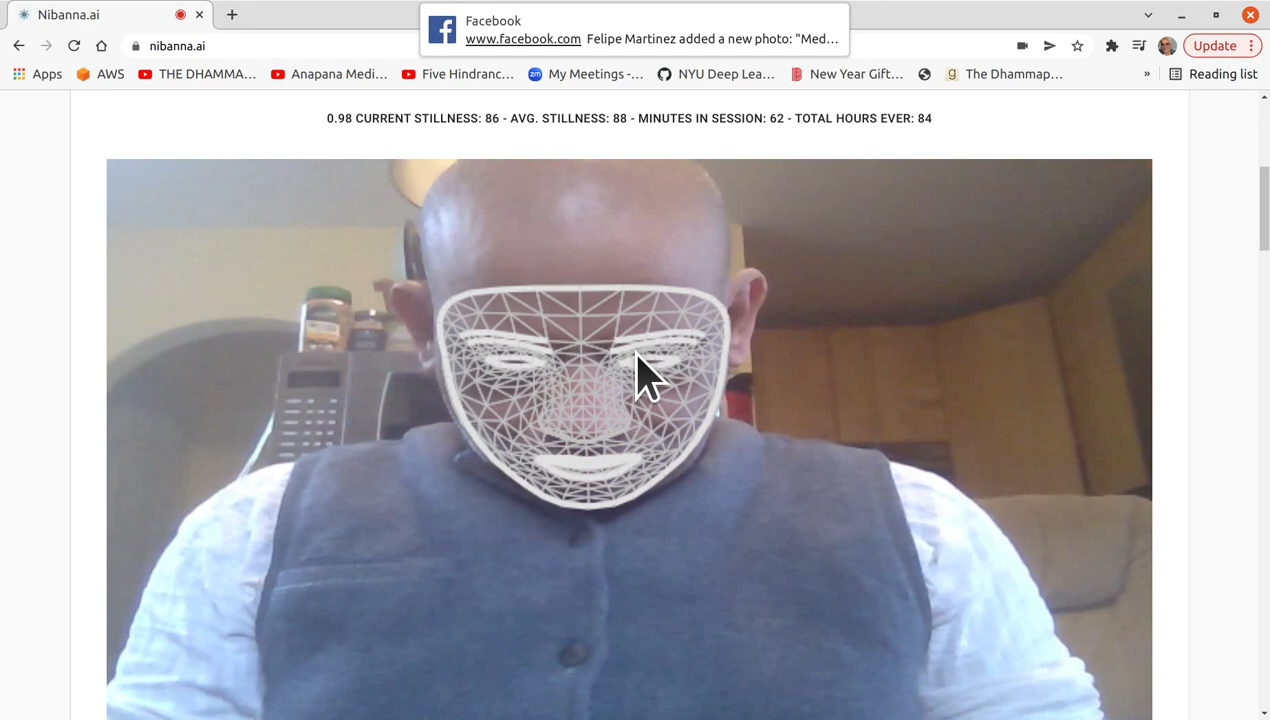 Nibanna.ai
Facebook
www.facebook.com Felipe Martinez added a new photo: "Med...
nibanna.ai
Update
Apps
AWS
THE DHAMMA...
Anapana Medi...
Five Hindranc...
My Meetings -...
NYU Deep Lea...
New Year Gift...
The Dhammap...
»
Reading list
0.98 CURRENT STILLNESS: 86 - AVG. STILLNESS: 88 - MINUTES IN SESSION: 62 - TOTAL HOURS EVER: 84